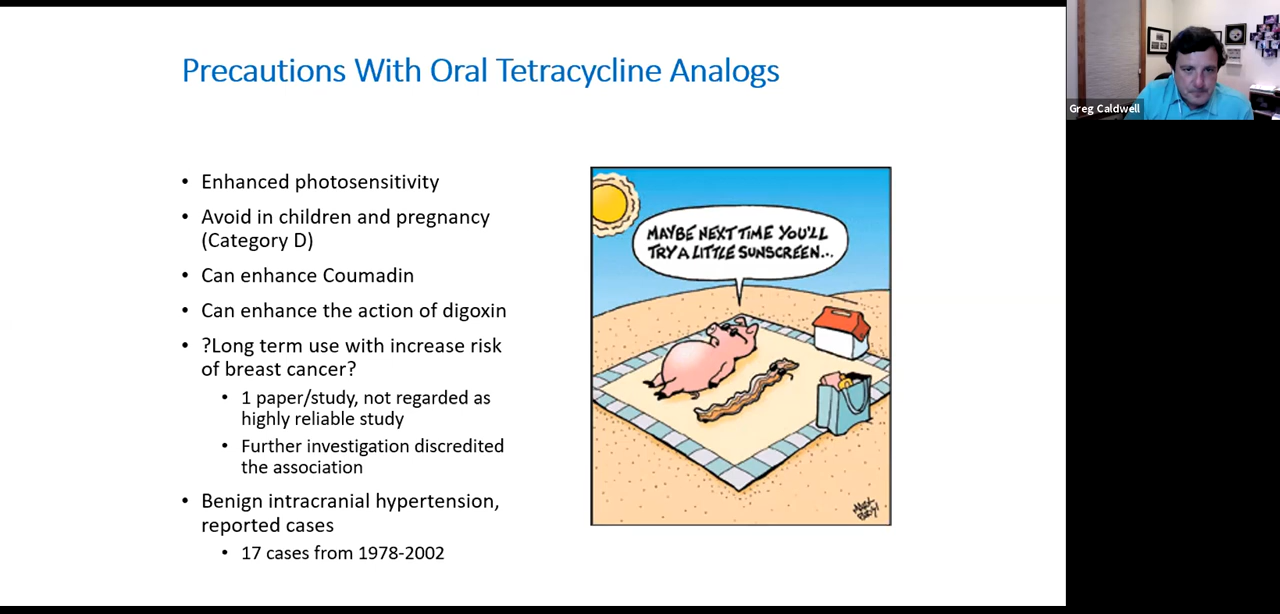 Precautions With Oral Tetracycline Analogs
Greg Caldwell
• Enhanced photosensitivity
• Avoid in children and pregnancy
(Category D)
• Can enhance Coumadin
• Can enhance the action of digoxin
• ?Long term use with increase risk
of breast cancer?
• 1 paper/study, not regarded as
highly reliable study
• Further investigation discredited
the association
• Benign intracranial hypertension,
reported cases
• 17 cases from 1978-2002
MAYBE NEXT TIME YOU'LL
TRY A LITTLE SUNSCREEN...